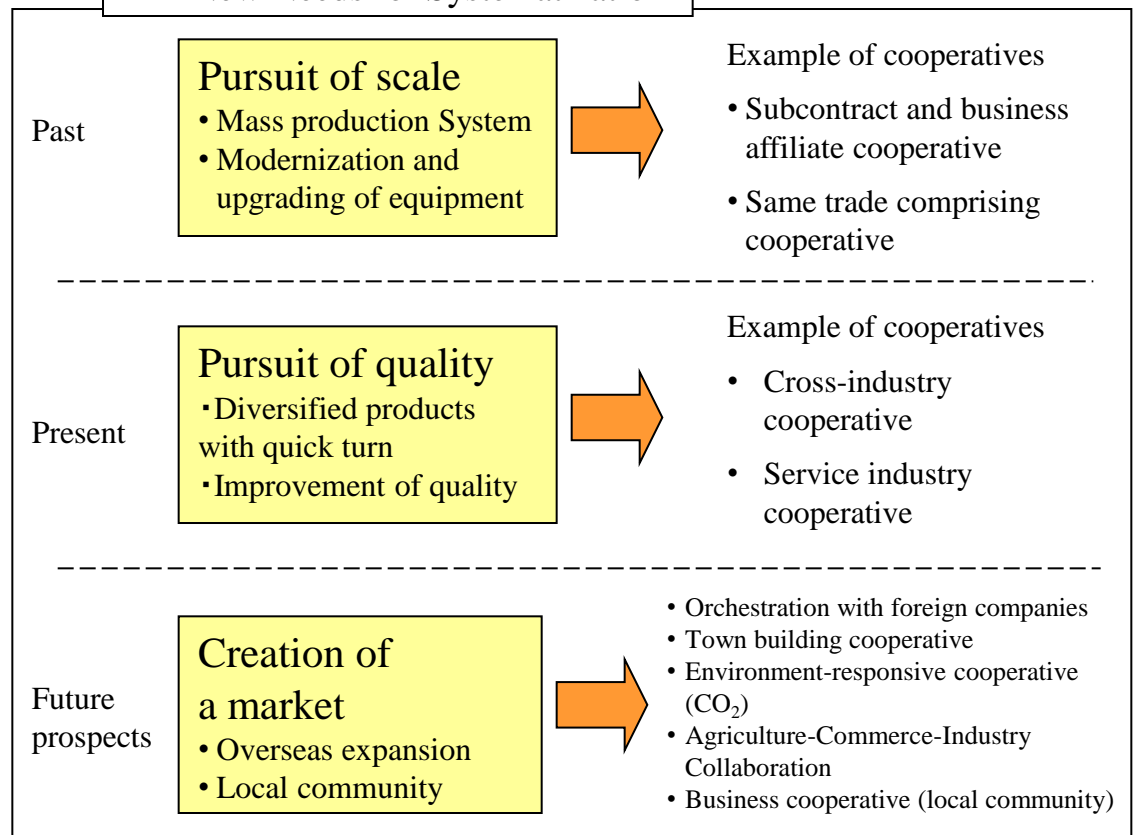 Past
Pursuit of scale
• Mass production System
• Modernization and
upgrading of equipment
Example of cooperatives
• Subcontract and business
affiliate cooperative
• Same trade comprising
cooperative
Present
Pursuit of quality
・Diversified products
with quick turn
・Improvement of quality
Example of cooperatives
• Cross-industry
cooperative
• Service industry
cooperative
Future
prospects
Creation of
a market
• Overseas expansion
• Local community
• Orchestration with foreign companies
• Town building cooperative
• Environment-responsive cooperative
(CO₂)
• Agriculture-Commerce-Industry
Collaboration
• Business cooperative (local community)